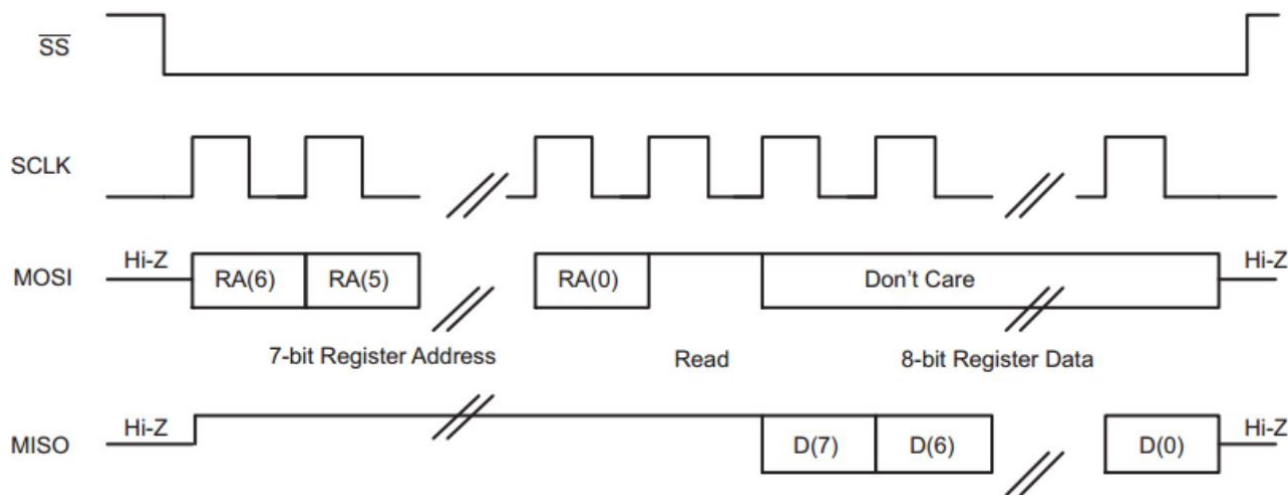 SS
SCLK
Hi-Z Hi-Z
MOSI RA(6) RA(5) RA(0) Don't Care
7-bit Register Address Read 8-bit Register Data
Hi-Z Hi-Z
MISO D(7) D(6) D(0)